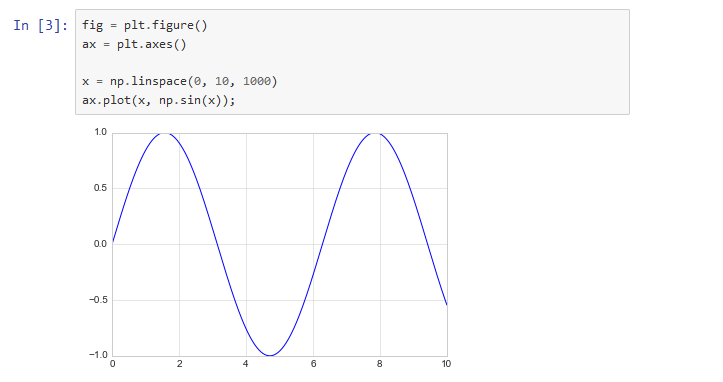 In [3]: fig = plt.figure()
ax = plt.axes()
x = np.linspace(0, 10, 1000)
ax.plot(x, np.sin(x));
1.0
0.5
0.0
−0.5
−1.0
0 2 4 6 8 10